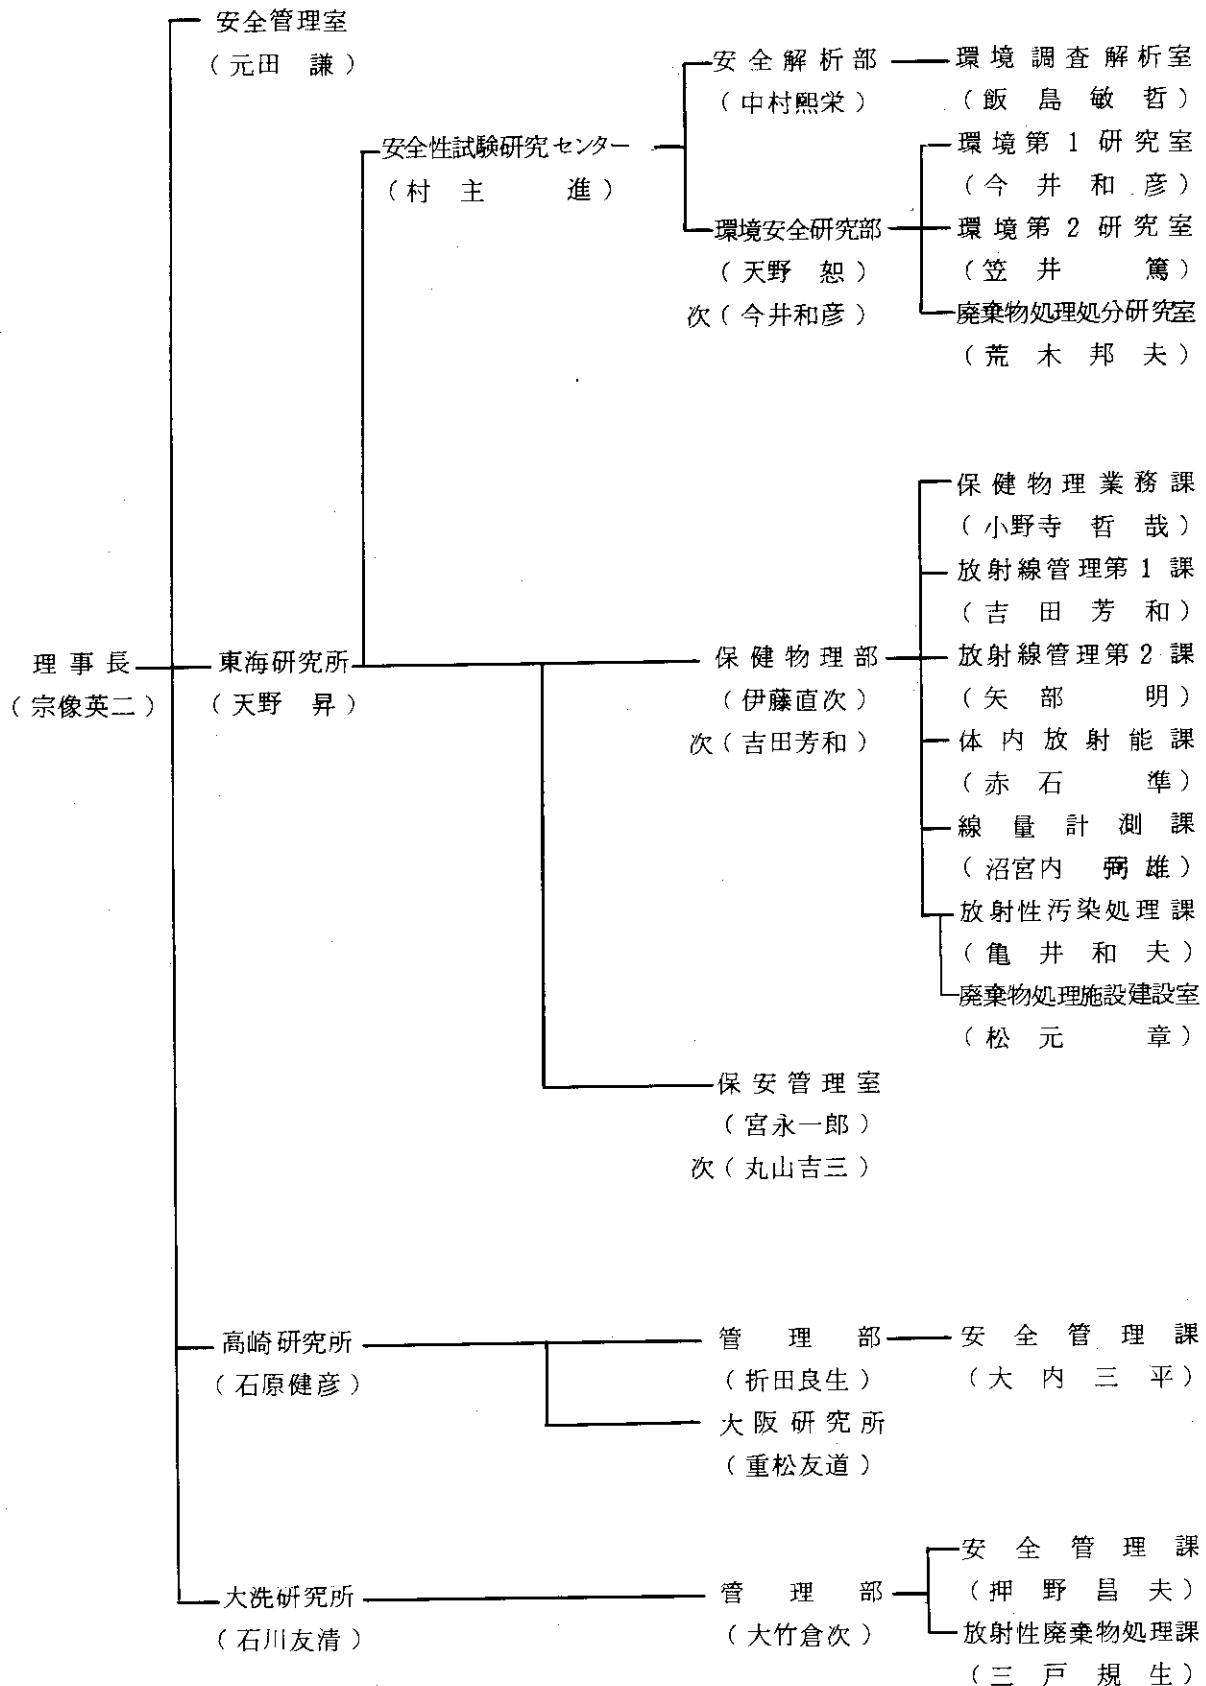 安全管理室
（元田　謙）
安全解析部
（中村熙栄）
環境調査解析室
（飯島敏哲）
安全性試験研究センター
（村主　進）
環境第1研究室
（今井和彦）
環境安全研究部
（天野　恕）
次（今井和彦）
環境第2研究室
（笠井　篤）
廃棄物処理処分研究室
（荒木邦夫）
理事長
（宗像英二）
東海研究所
（天野　昇）
保健物理部
（伊藤直次）
次（吉田芳和）
保健物理業務課
（小野寺　哲哉）
放射線管理第1課
（吉田芳和）
放射線管理第2課
（矢部　明）
体内放射能課
（赤石　準）
線量計測課
（沼宮内　弼雄）
放射性汚染処理課
（亀井和夫）
廃棄物処理施設建設室
（松元　章）
保安管理室
（宮永一郎）
次（丸山吉三）
高崎研究所
（石原健彦）
管理部
（折田良生）
安全管理課
（大内三平）
大阪研究所
（重松友道）
大洗研究所
（石川友清）
管理部
（大竹倉次）
安全管理課
（押野昌夫）
放射性廃棄物処理課
（三戸規生）